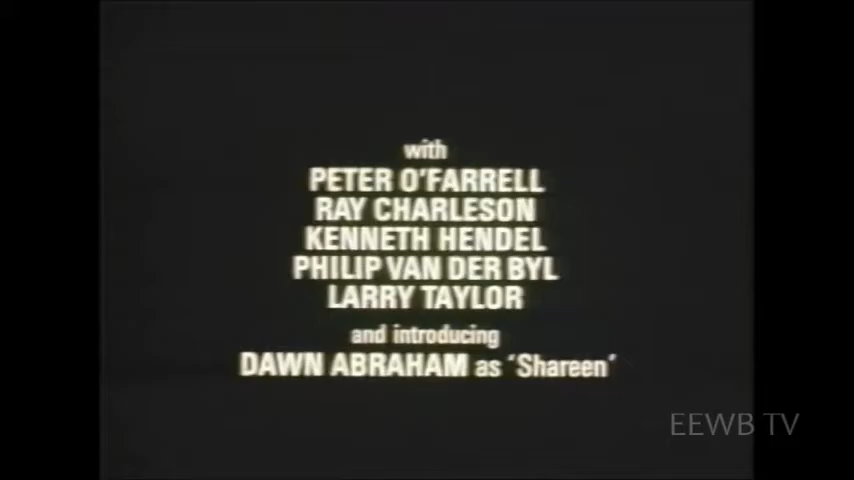 with
PETER O'FARRELL
RAY CHARLESON
KENNETH HENDEL
PHILIP VAN DER BYL
LARRY TAYLOR
and introducing
DAWN ABRAHAM as 'Shareen'
EEWB TV